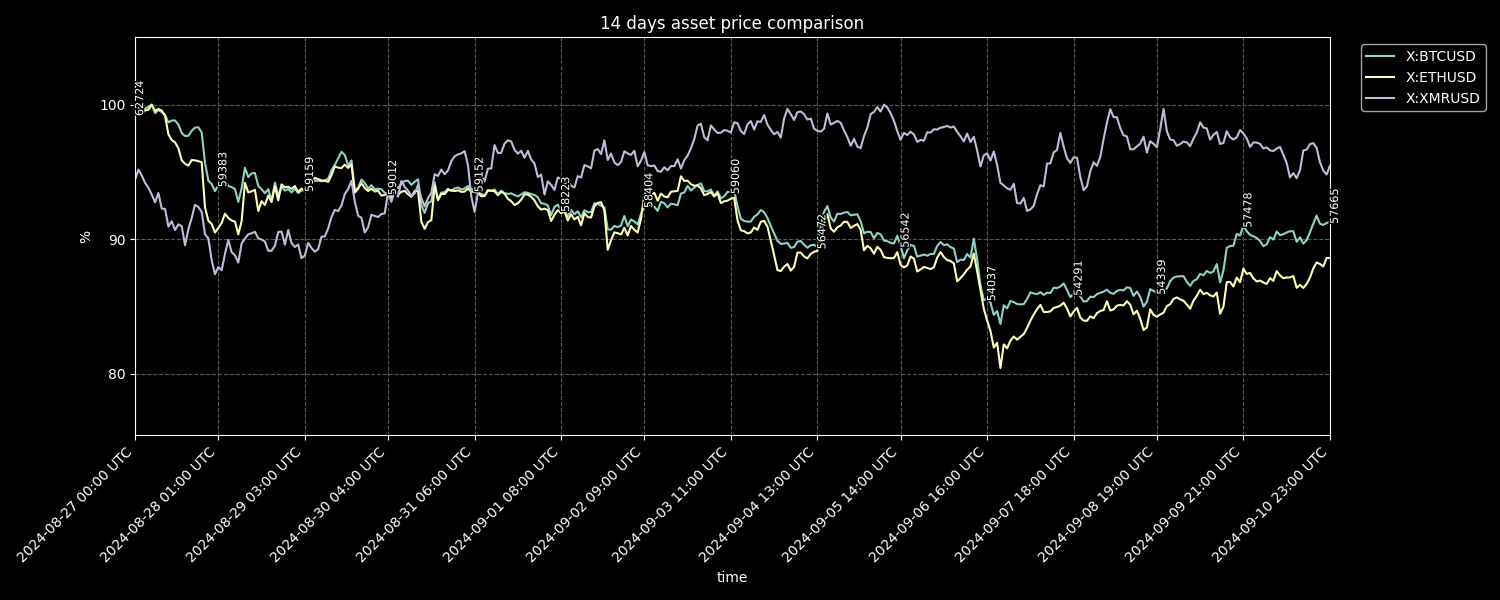 14 days asset price comparison
X:BTCUSD
X:ETHUSD
X:XMRUSD
100
90
80
%
62724
59383
59159
59012
59152
58223
58404
59060
56472
56542
54037
54291
54339
57478
57665
2024-08-27 00:00 UTC
2024-08-28 01:00 UTC
2024-08-29 03:00 UTC
2024-08-30 04:00 UTC
2024-08-31 06:00 UTC
2024-09-01 08:00 UTC
2024-09-02 09:00 UTC
2024-09-03 11:00 UTC
2024-09-04 13:00 UTC
2024-09-05 14:00 UTC
2024-09-06 16:00 UTC
2024-09-07 18:00 UTC
2024-09-08 19:00 UTC
2024-09-09 21:00 UTC
2024-09-10 23:00 UTC
time